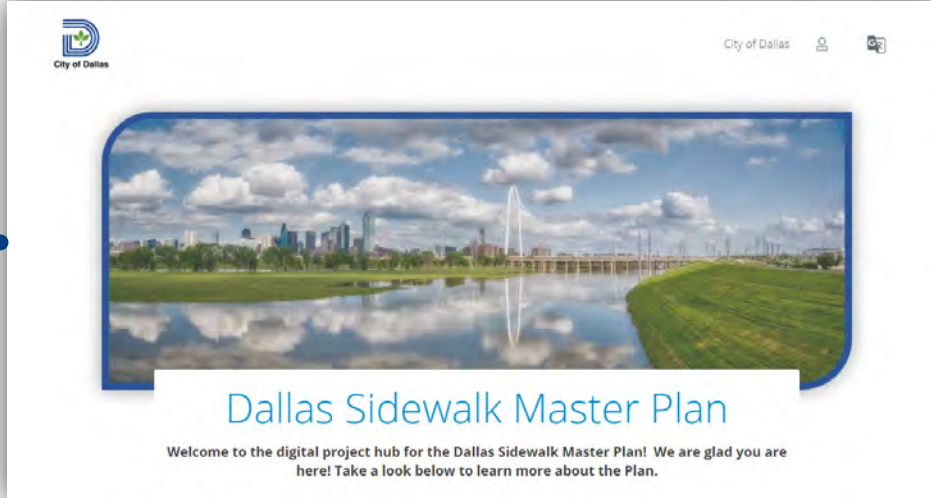 City of Dallas
City of Dallas
Dallas Sidewalk Master Plan
Welcome to the digital project hub for the Dallas Sidewalk Master Plan! We are glad you are
here! Take a look below to learn more about the Plan.